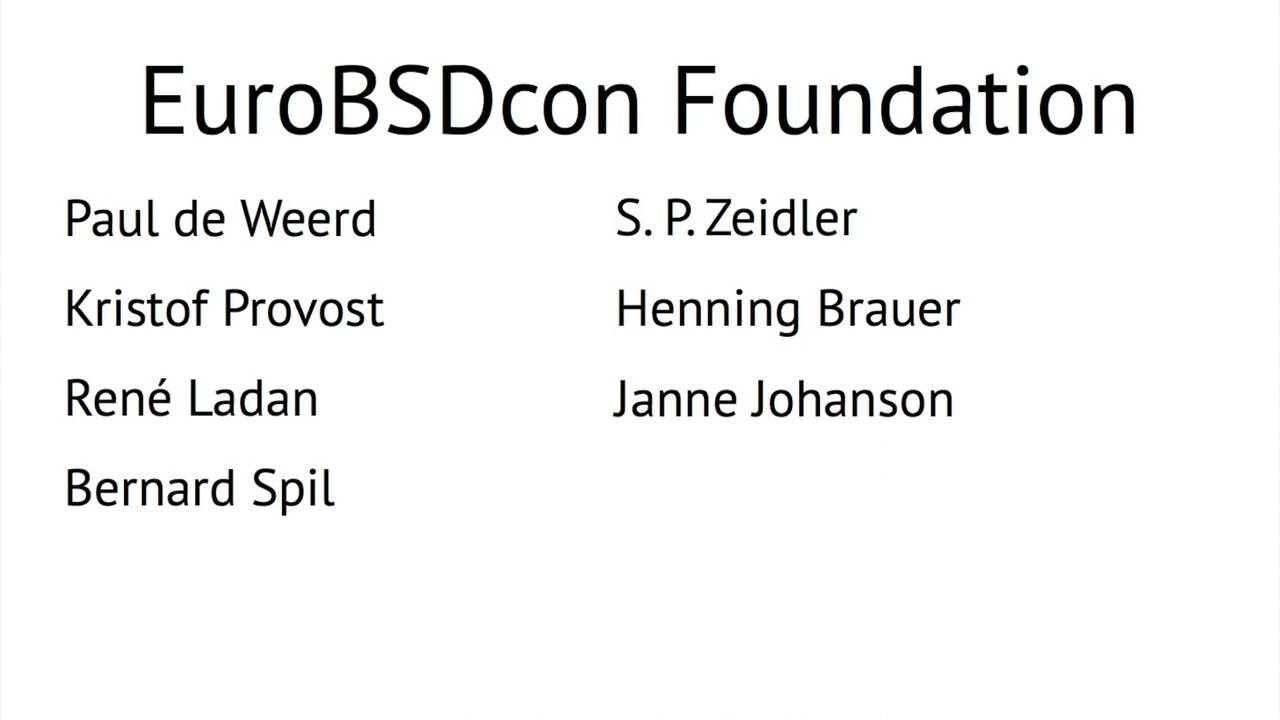 EuroBSDcon Foundation
Paul de Weerd
Kristof Provost
René Ladan
Bernard Spil
S. P. Zeidler
Henning Brauer
Janne Johanson